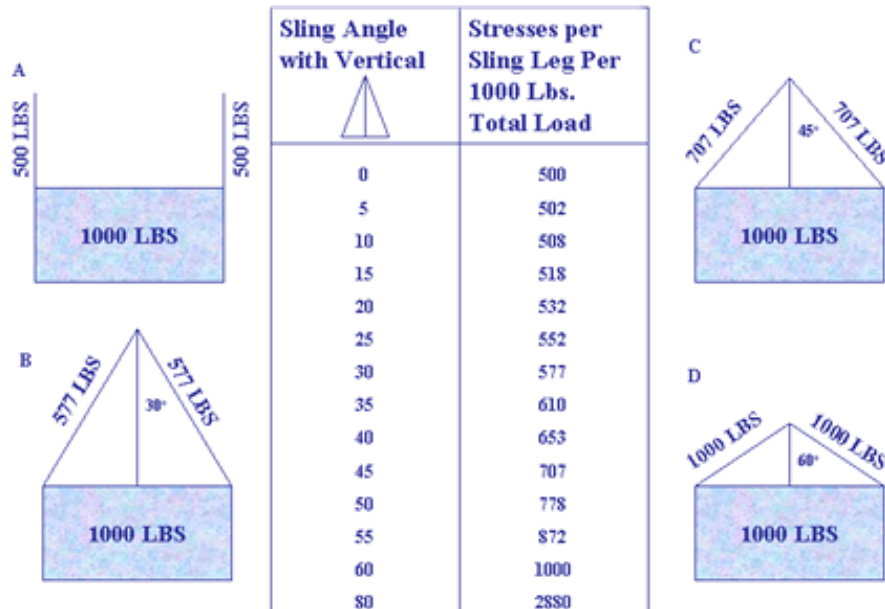 A
500 LBS
500 LBS
1000 LBS
B
577 LBS
577 LBS
30°
1000 LBS
Sling Angle
with Vertical
Stresses per
Sling Leg Per
1000 Lbs.
Total Load
0 500
5 502
10 508
15 518
20 532
25 552
30 577
35 610
40 653
45 707
50 778
55 872
60 1000
80 2880
C
707 LBS
707 LBS
45°
1000 LBS
D
1000 LBS
1000 LBS
60°
1000 LBS